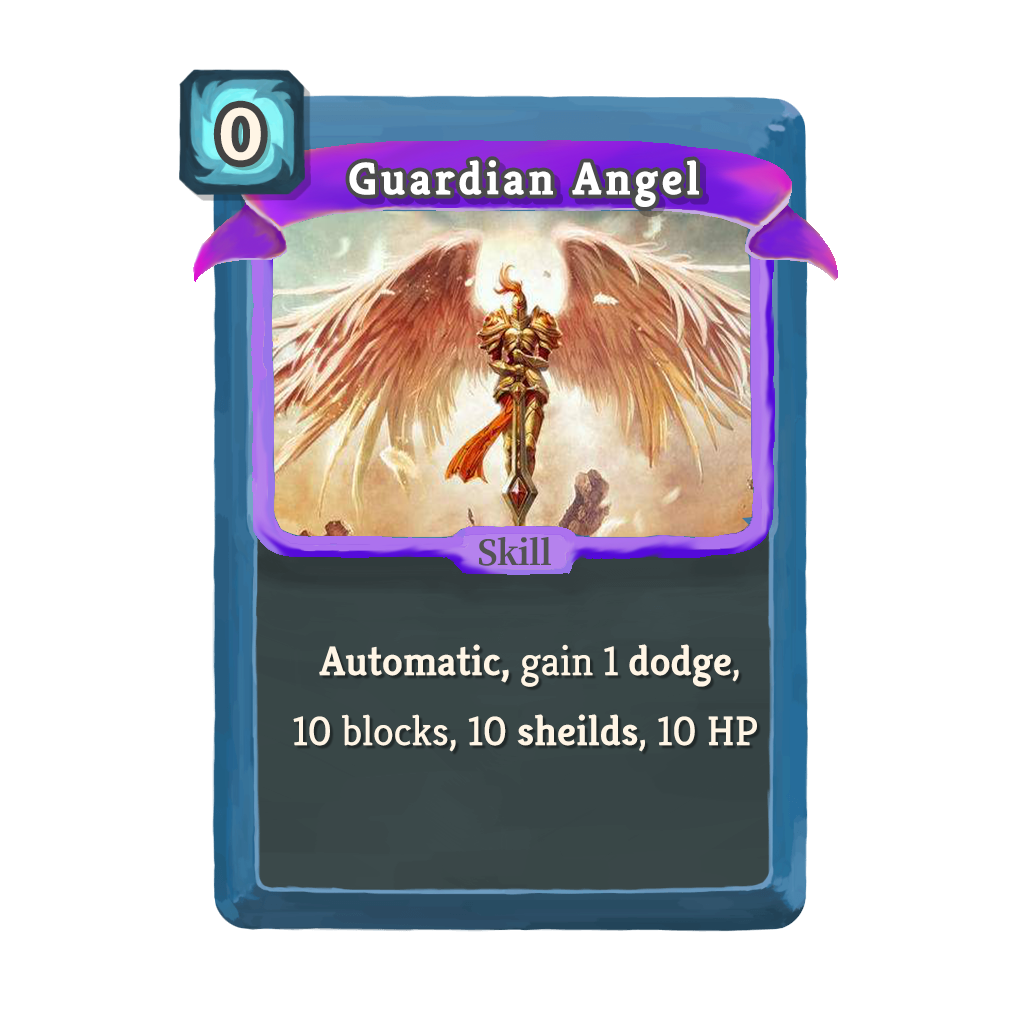 0
Guardian Angel
Skill
Automatic, gain 1 dodge,
10 blocks, 10 sheilds, 10 HP